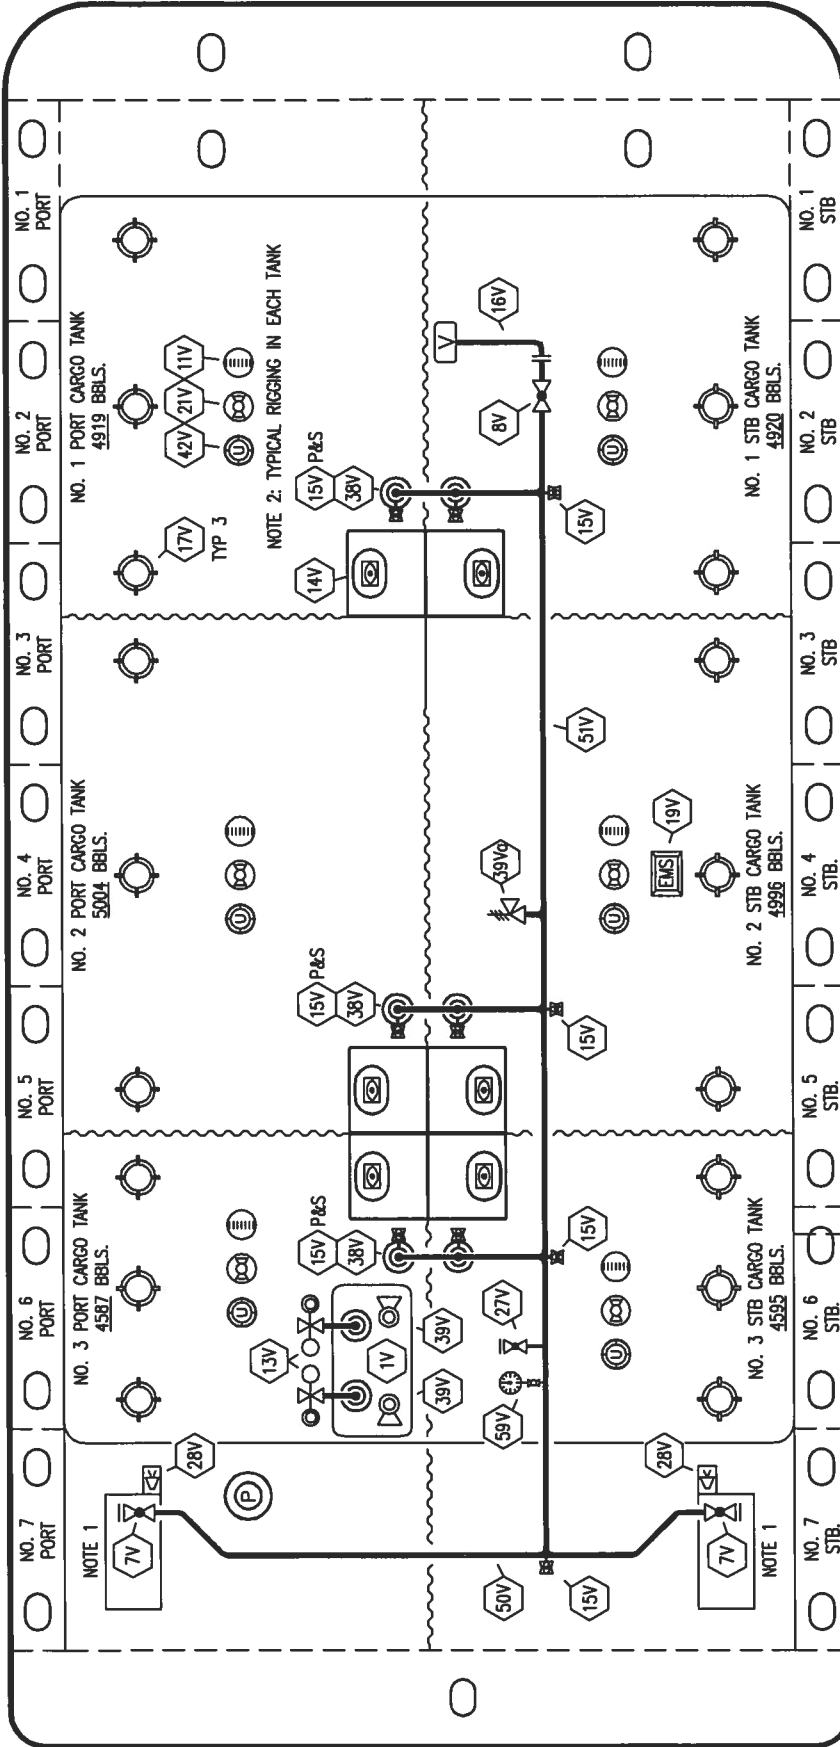 NO. 7
PORT
NO. 6
PORT
NO. 5
PORT
NO. 4
PORT
NO. 3
PORT
NO. 2
PORT
NO. 1
PORT
NO. 3 PORT CARGO TANK
4587 BBLS.
NO. 2 PORT CARGO TANK
5004 BBLS.
NO. 1 PORT CARGO TANK
4919 BBLS.
NOTE 1
7V
28V
P
17V
TYP 3
42V
21V
11V
U
U
U
NOTE 2: TYPICAL RIGGING IN EACH TANK
13V
1V
39V
39V
15V
38V
P&S
15V
38V
P&S
14V
15V
38V
P&S
V
16V
8V
50V
59V
27V
39Va
15V
15V
15V
51V
15V
U
U
U
EMS
19V
28V
7V
NOTE 1
NO. 3 STB CARGO TANK
4595 BBLS.
NO. 2 STB CARGO TANK
4996 BBLS.
NO. 1 STB CARGO TANK
4920 BBLS.
NO. 7
STB.
NO. 6
STB.
NO. 5
STB.
NO. 4
STB.
NO. 3
STB
NO. 2
STB
NO. 1
STB